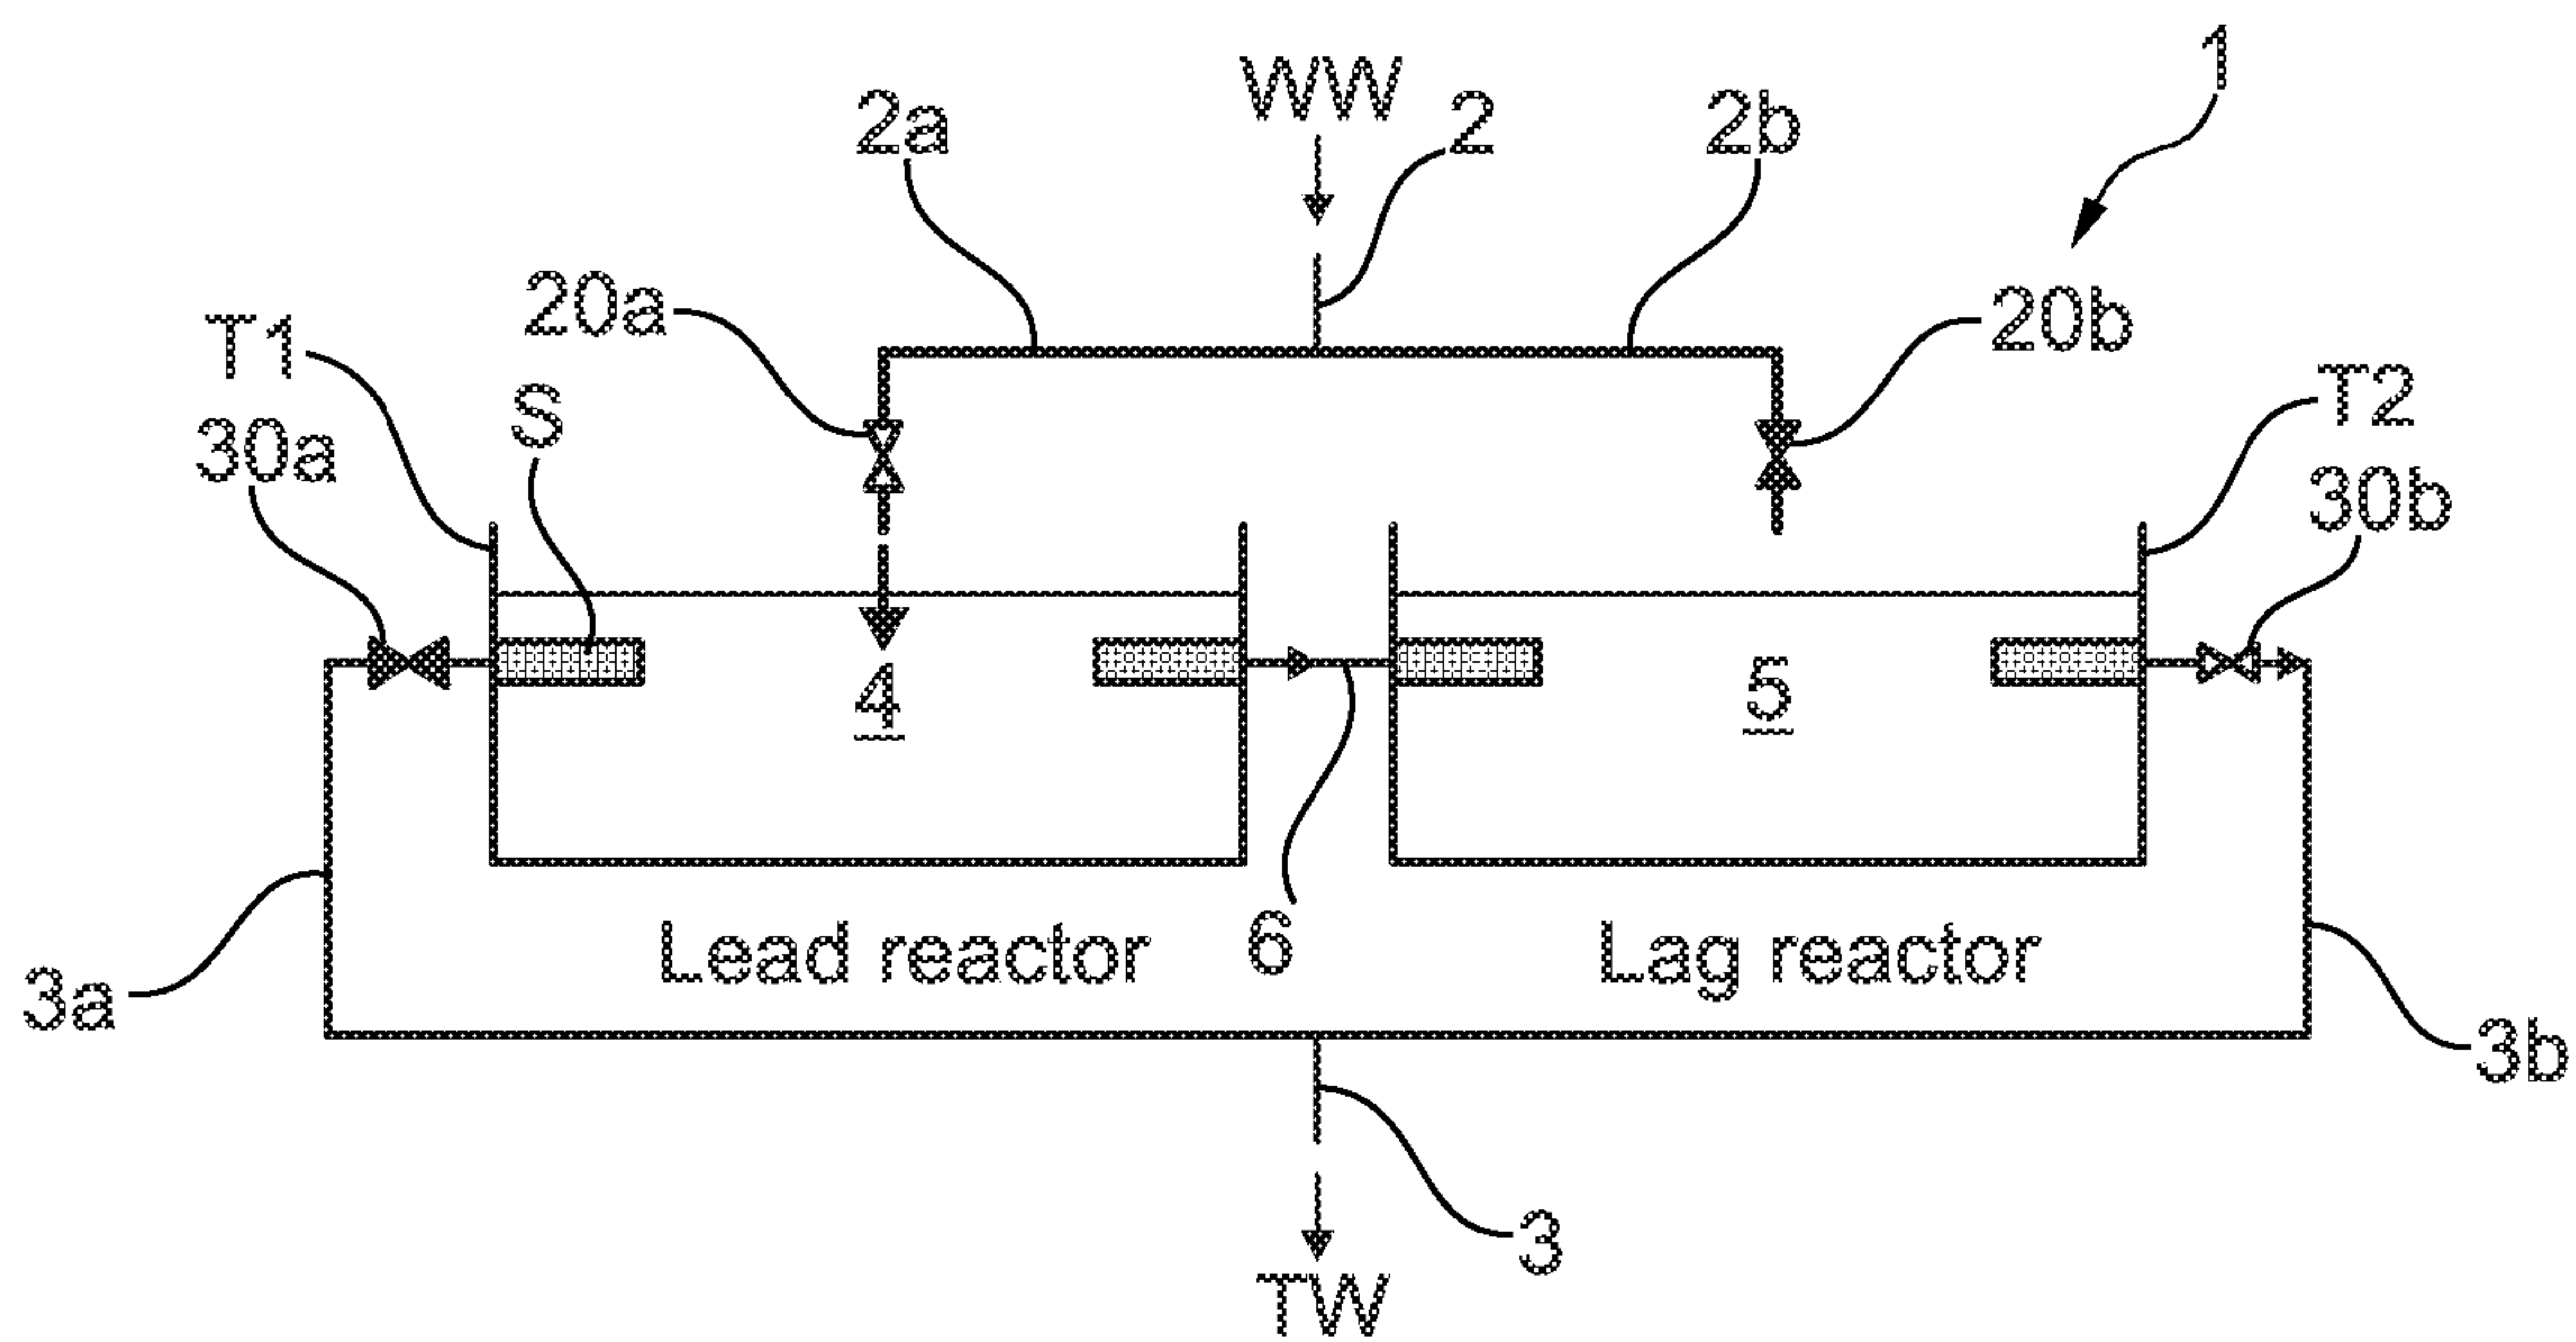 1
WW
2a
2
2b
20a
20b
T1
T2
S
30a
30b
4
5
6
Lead reactor
Lag reactor
3a
3b
3
TW